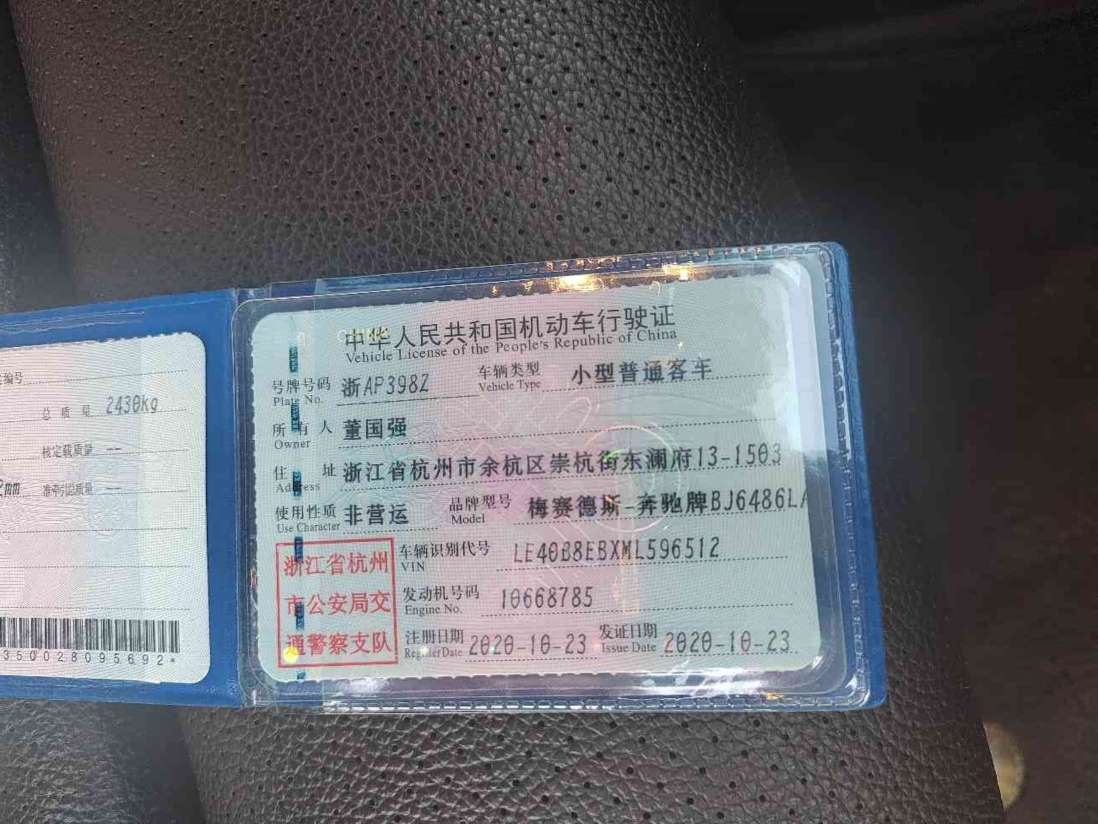 编号
总质量 2430kg
核定载质量 --
mm 准牵引总质量 --
35002809 5692*
中华人民共和国机动车行驶证
Vehicle License of the People's Republic of China
号牌号码 浙AP398Z 车辆类型 小型普通客车
Plate No. Vehicle Type
所有人 董国强
Owner
住址 浙江省杭州市余杭区崇杭街东澜府13-1503
Address
使用性质 非营运 品牌型号 梅赛德斯-奔驰牌BJ6486LA
Use Character Model
浙江省杭州
市公安局交
通警察支队
车辆识别代号 LE40B8EBXML596512
VIN
发动机号码 10668785
Engine No.
注册日期 2020-10-23 发证日期 2020-10-23
Register Date Issue Date